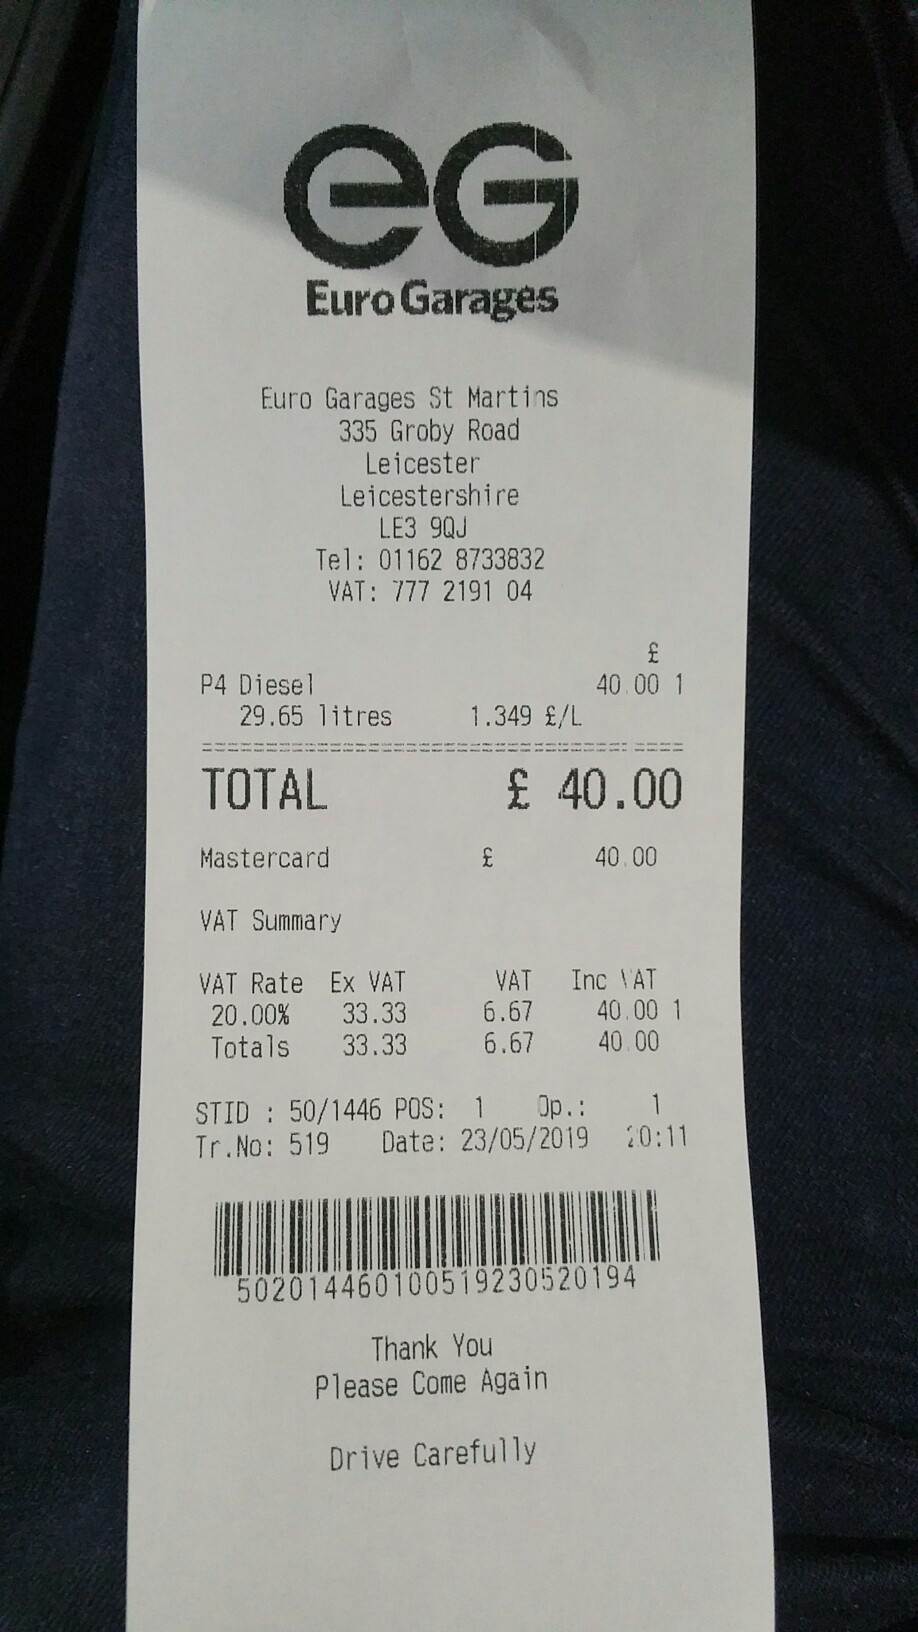 eG
Euro Garages
Euro Garages St Martins
335 Groby Road
Leicester
Leicestershire
LE3 9QJ
Tel: 01162 8733832
VAT: 777 2191 04
£
P4 Diesel 40.00 1
29.65 litres 1.349 £/L
TOTAL £ 40.00
Mastercard £ 40.00
VAT Summary
VAT Rate Ex VAT VAT Inc VAT
20.00% 33.33 6.67 40.00 1
Totals 33.33 6.67 40.00
STID : 50/1446 POS: 1 Op.: 1
Tr.No: 519 Date: 23/05/2019 20:11
502014460100519230520194
Thank You
Please Come Again
Drive Carefully